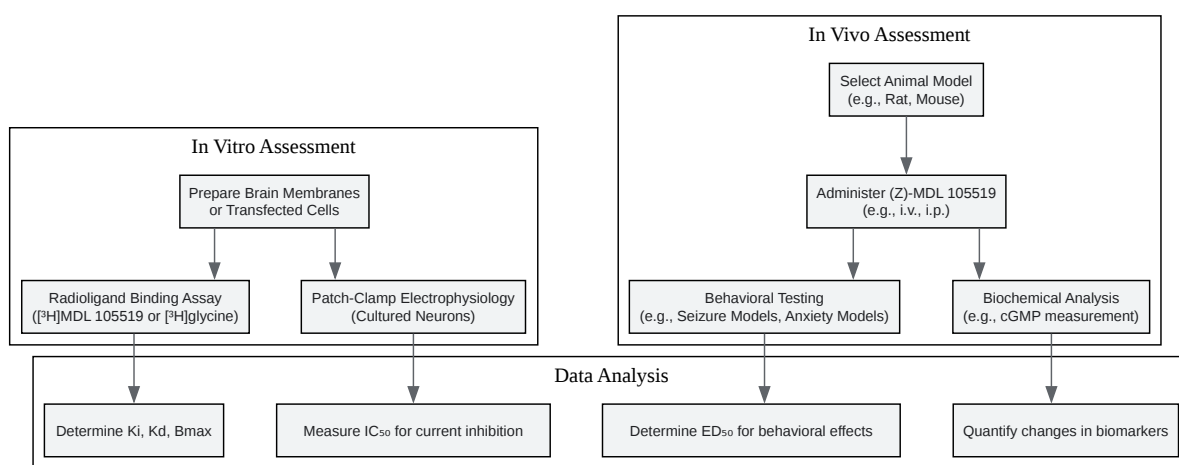 In Vivo Assessment
Select Animal Model
(e.g., Rat, Mouse)
In Vitro Assessment
Prepare Brain Membranes
or Transfected Cells
Administer (Z)-MDL 105519
(e.g., i.v., i.p.)
Radioligand Binding Assay
([³H]MDL 105519 or [³H]glycine)
Patch-Clamp Electrophysiology
(Cultured Neurons)
Behavioral Testing
(e.g., Seizure Models, Anxiety Models)
Biochemical Analysis
(e.g., cGMP measurement)
Data Analysis
Determine Ki, Kd, Bmax
Measure IC₅₀ for current inhibition
Determine ED₅₀ for behavioral effects
Quantify changes in biomarkers